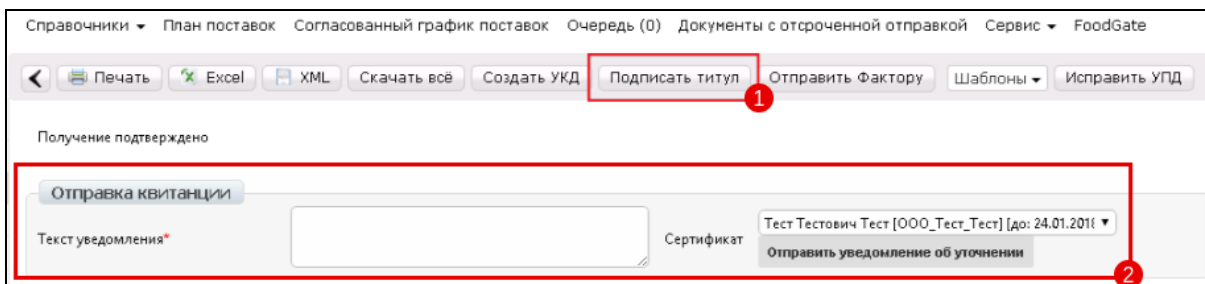 Справочники План поставок Согласованный график поставок Очередь (0) Документы с отсроченной отправкой Сервис FoodGate
Печать Excel XML Скачать всё Создать УКД Подписать титул Отправить Фактору Шаблоны Исправить УПД
1
Получение подтверждено
Отправка квитанции
Текст уведомления* Сертификат Тест Тестович Тест [ООО_Тест_Тест] [до: 24.01.2018
Отправить уведомление об уточнении
2